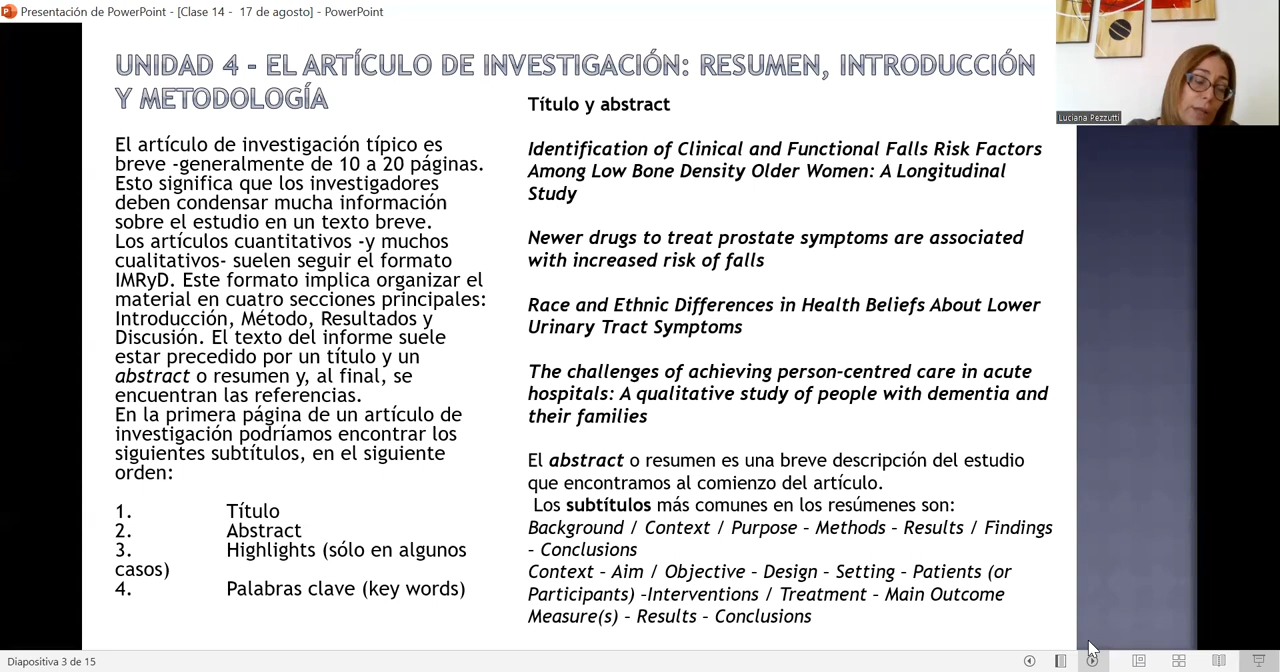 Presentación de PowerPoint - [Clase 14 - 17 de agosto] - PowerPoint
UNIDAD 4 - EL ARTÍCULO DE INVESTIGACIÓN: RESUMEN, INTRODUCCIÓN
Y METODOLOGÍA
El artículo de investigación típico es
breve -generalmente de 10 a 20 páginas.
Esto significa que los investigadores
deben condensar mucha información
sobre el estudio en un texto breve.
Los artículos cuantitativos -y muchos
cualitativos- suelen seguir el formato
IMRyD. Este formato implica organizar el
material en cuatro secciones principales:
Introducción, Método, Resultados y
Discusión. El texto del informe suele
estar precedido por un título y un
abstract o resumen y, al final, se
encuentran las referencias.
En la primera página de un artículo de
investigación podríamos encontrar los
siguientes subtítulos, en el siguiente
orden:
1. Título
2. Abstract
3. Highlights (sólo en algunos
casos)
4. Palabras clave (key words)
Título y abstract
Identification of Clinical and Functional Falls Risk Factors
Among Low Bone Density Older Women: A Longitudinal
Study
Newer drugs to treat prostate symptoms are associated
with increased risk of falls
Race and Ethnic Differences in Health Beliefs About Lower
Urinary Tract Symptoms
The challenges of achieving person-centred care in acute
hospitals: A qualitative study of people with dementia and
their families
El abstract o resumen es una breve descripción del estudio
que encontramos al comienzo del artículo.
Los subtítulos más comunes en los resúmenes son:
Background / Context / Purpose – Methods – Results / Findings
– Conclusions
Context – Aim / Objective – Design – Setting – Patients (or
Participants) –Interventions / Treatment – Main Outcome
Measure(s) – Results – Conclusions
Luciana Pezzutti
Diapositiva 3 de 15